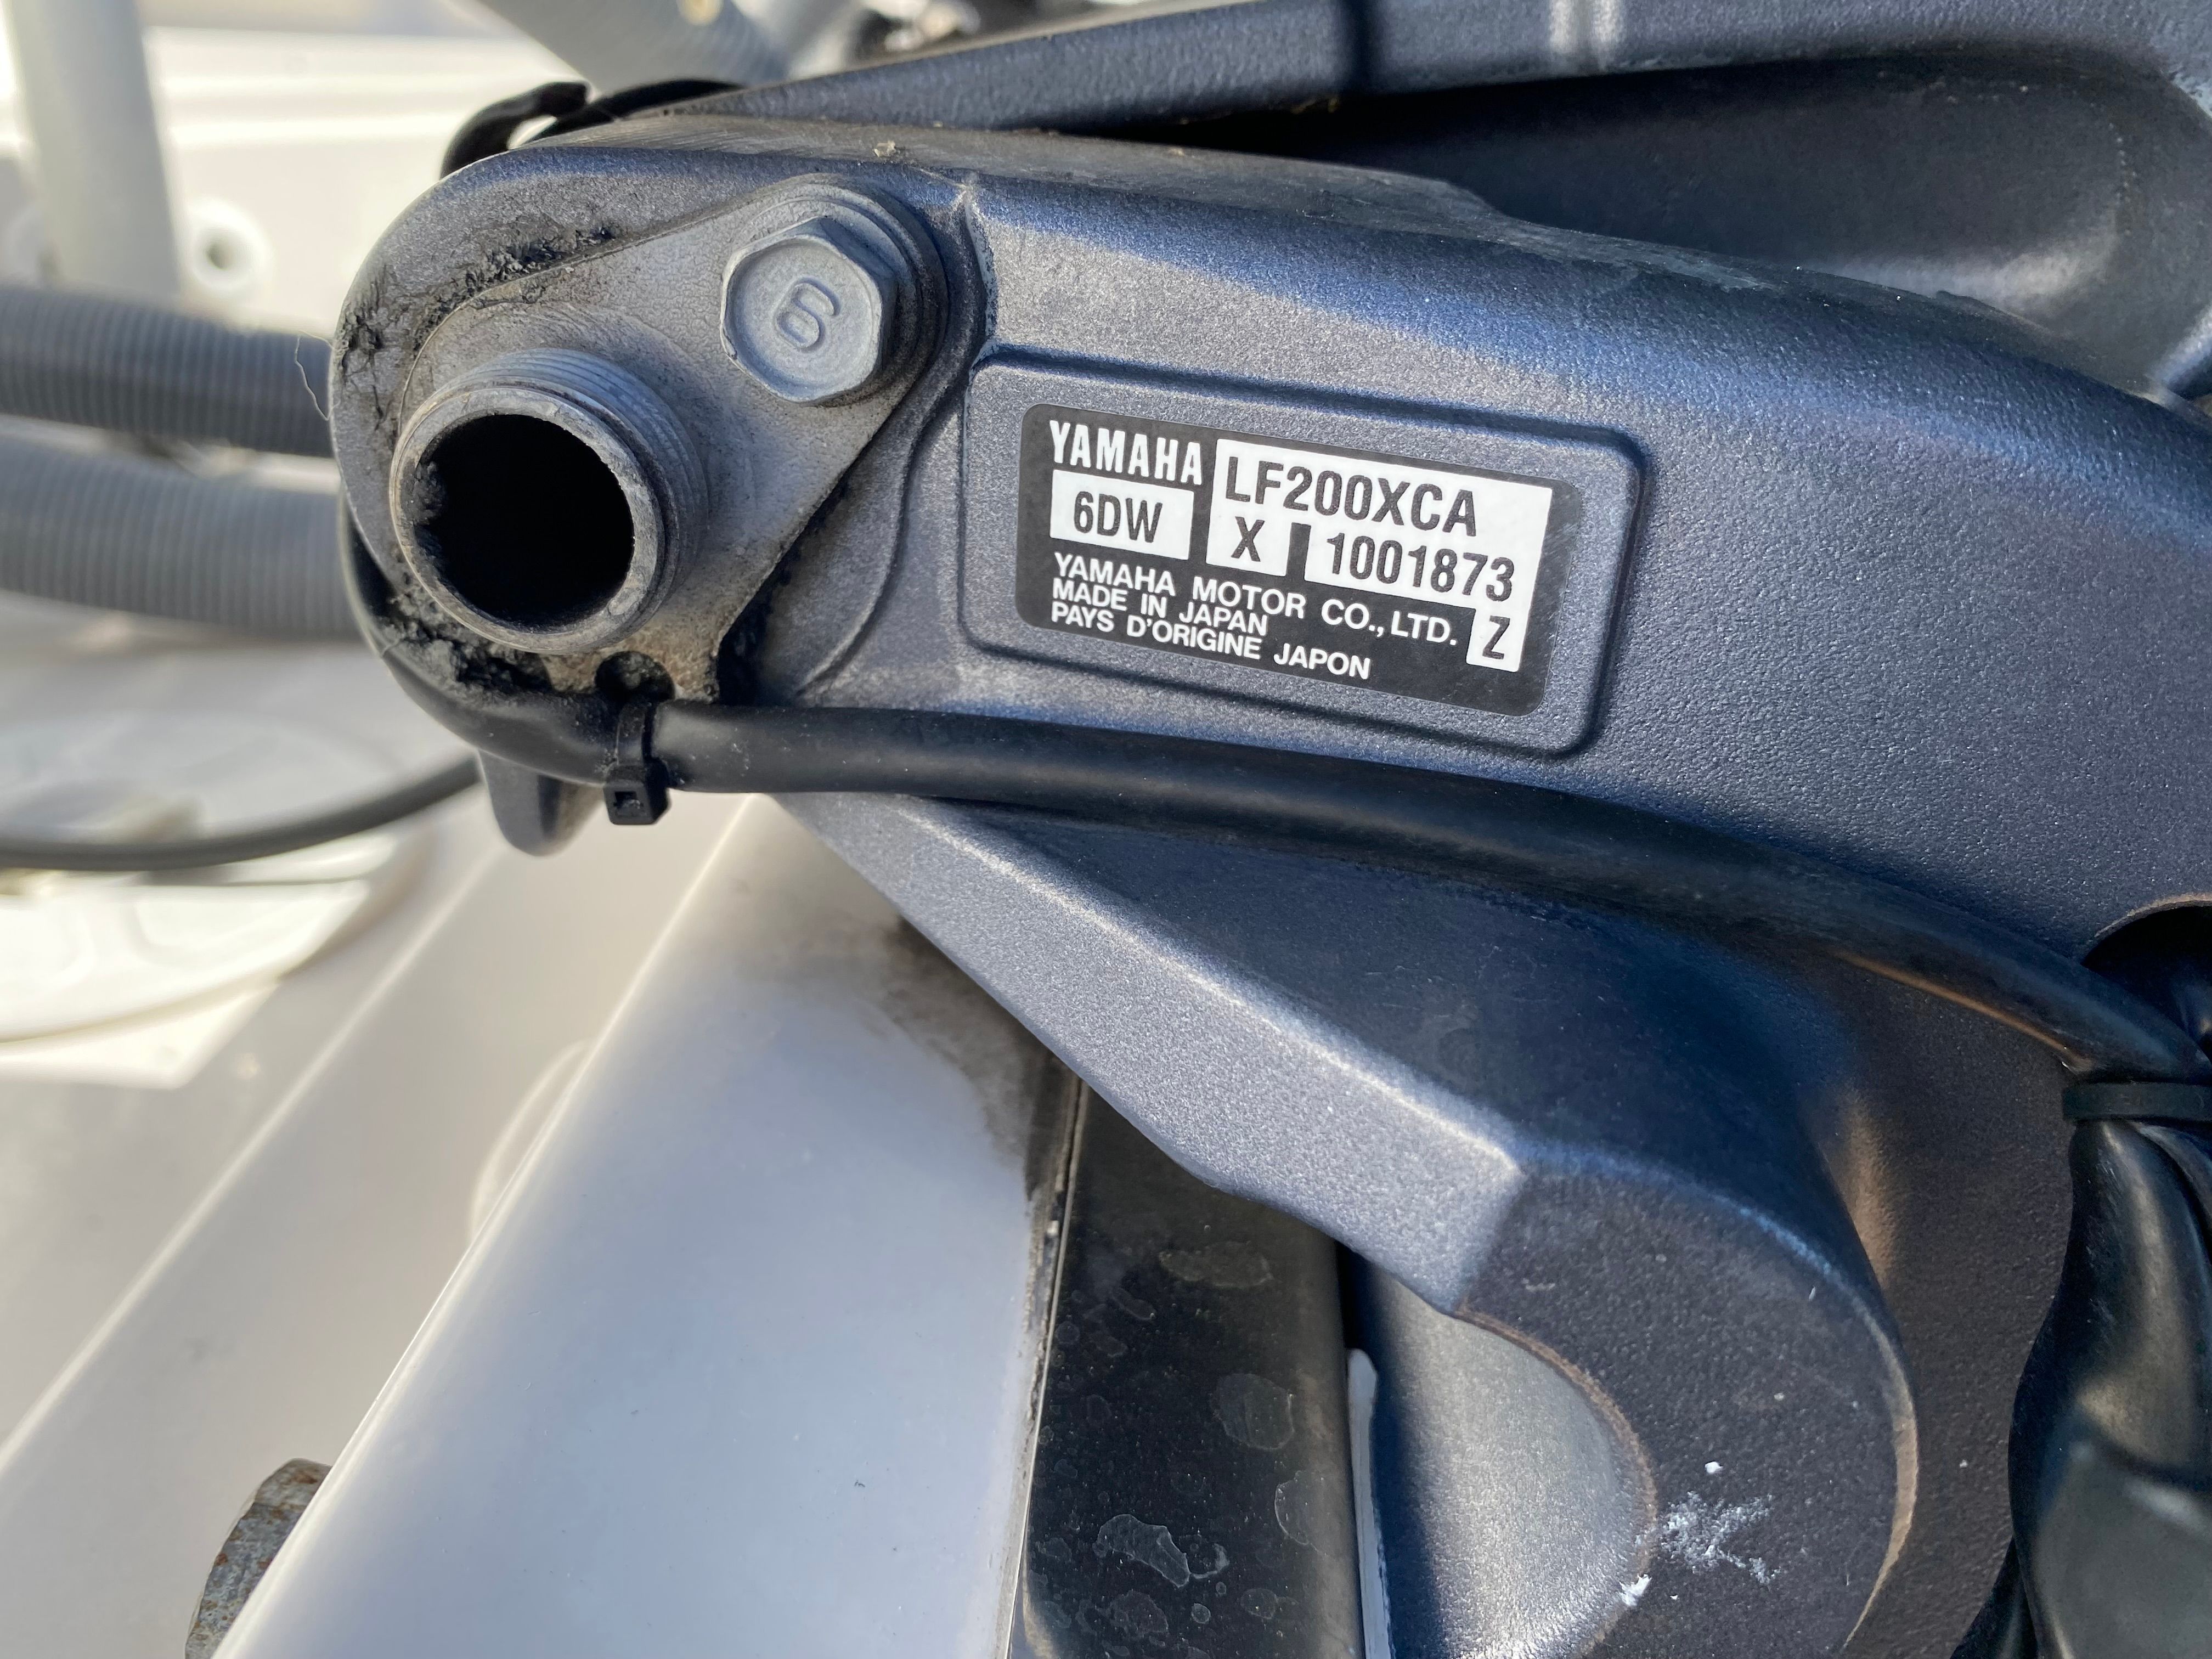 6
YAMAHA LF200XCA
6DW X 1001873
YAMAHA MOTOR CO., LTD. Z
MADE IN JAPAN
PAYS D'ORIGINE JAPON